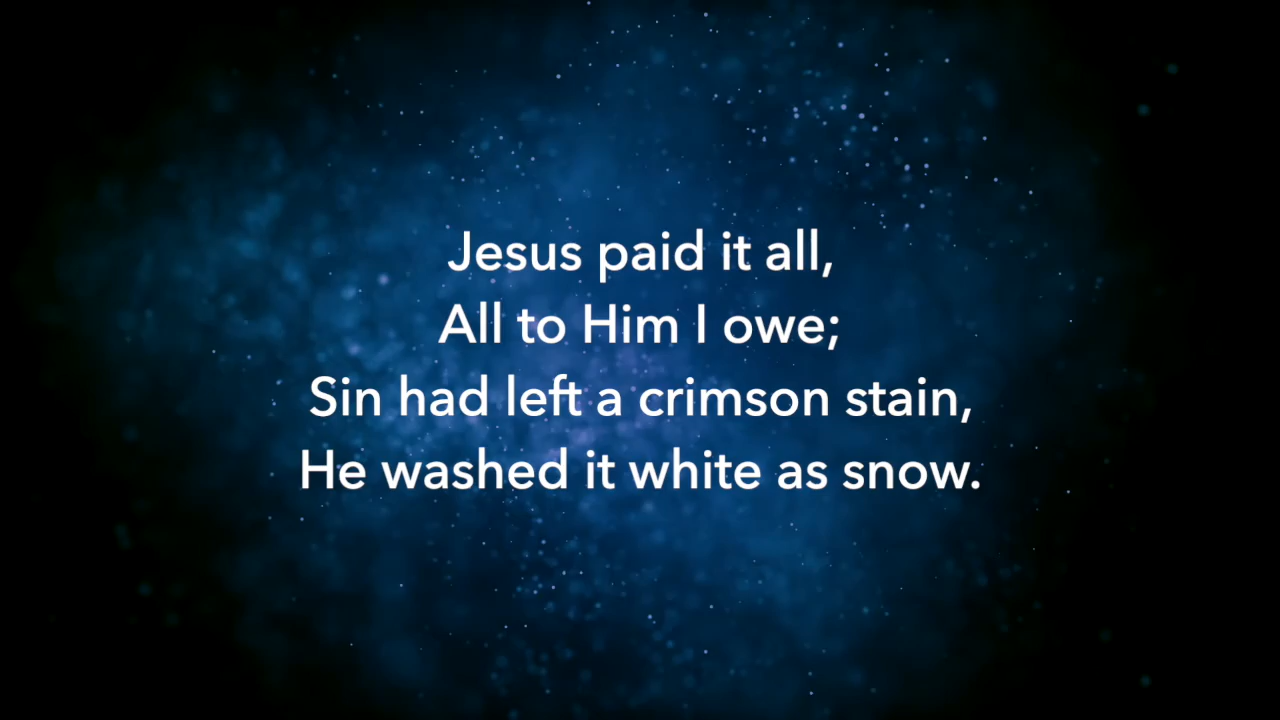 Jesus paid it all,
All to Him I owe;
Sin had left a crimson stain,
He washed it white as snow.